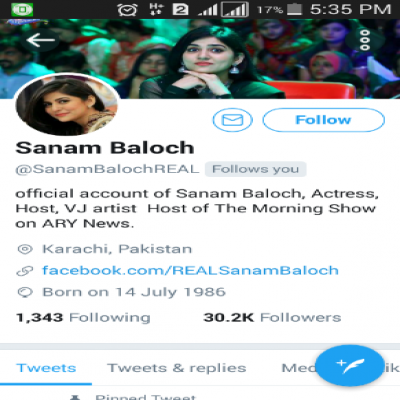 17% 5:35 PM
Follow
Sanam Baloch
@SanamBalochREAL Follows you
official account of Sanam Baloch, Actress,
Host, VJ artist Host of The Morning Show
on ARY News.
Karachi, Pakistan
facebook.com/REALSanamBaloch
Born on 14 July 1986
1,343 Following 30.2K Followers
Tweets Tweets & replies Med ik
Pinned Tweet